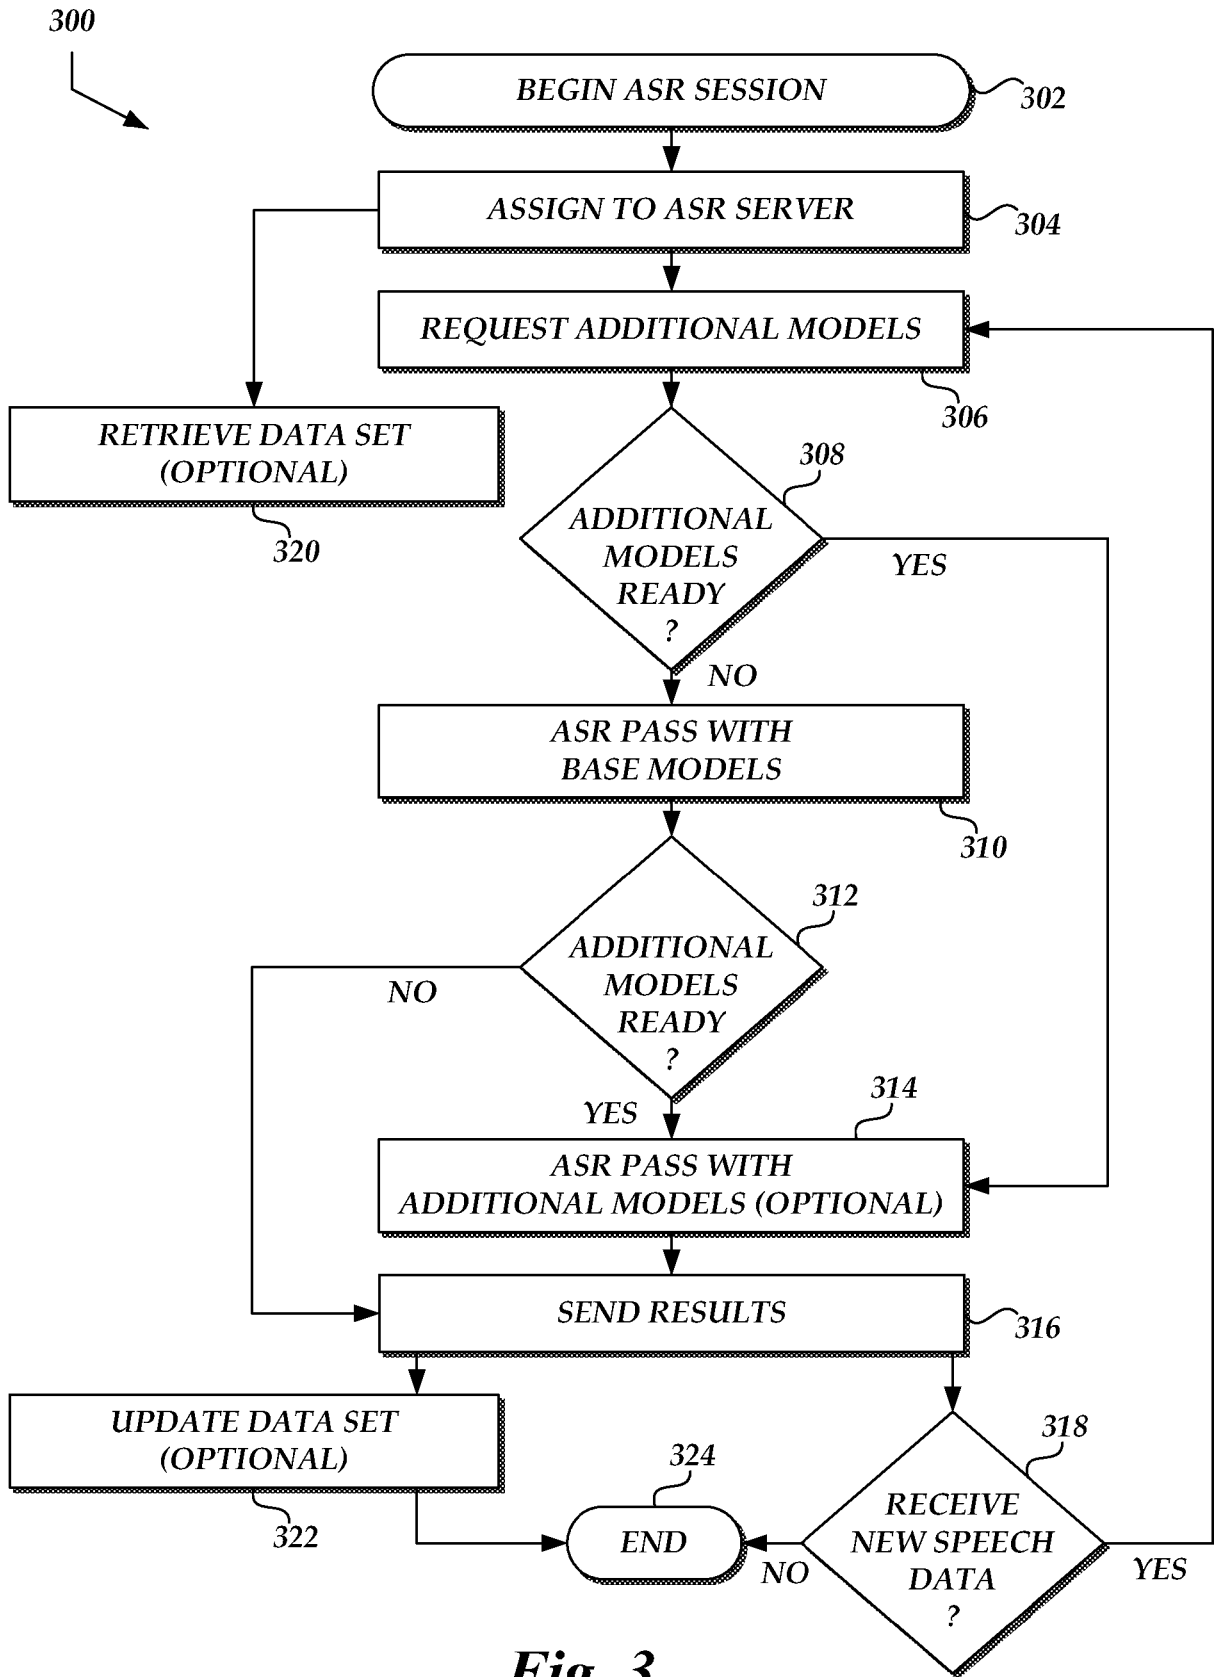 300
BEGIN ASR SESSION
302
ASSIGN TO ASR SERVER
304
REQUEST ADDITIONAL MODELS
306
RETRIEVE DATA SET
(OPTIONAL)
320
308
ADDITIONAL
MODELS
READY
?
YES
NO
ASR PASS WITH
BASE MODELS
310
312
ADDITIONAL
MODELS
READY
?
NO
YES
314
ASR PASS WITH
ADDITIONAL MODELS (OPTIONAL)
SEND RESULTS
316
UPDATE DATA SET
(OPTIONAL)
322
324
END
318
RECEIVE
NEW SPEECH
DATA
?
NO
YES
Fig. 3